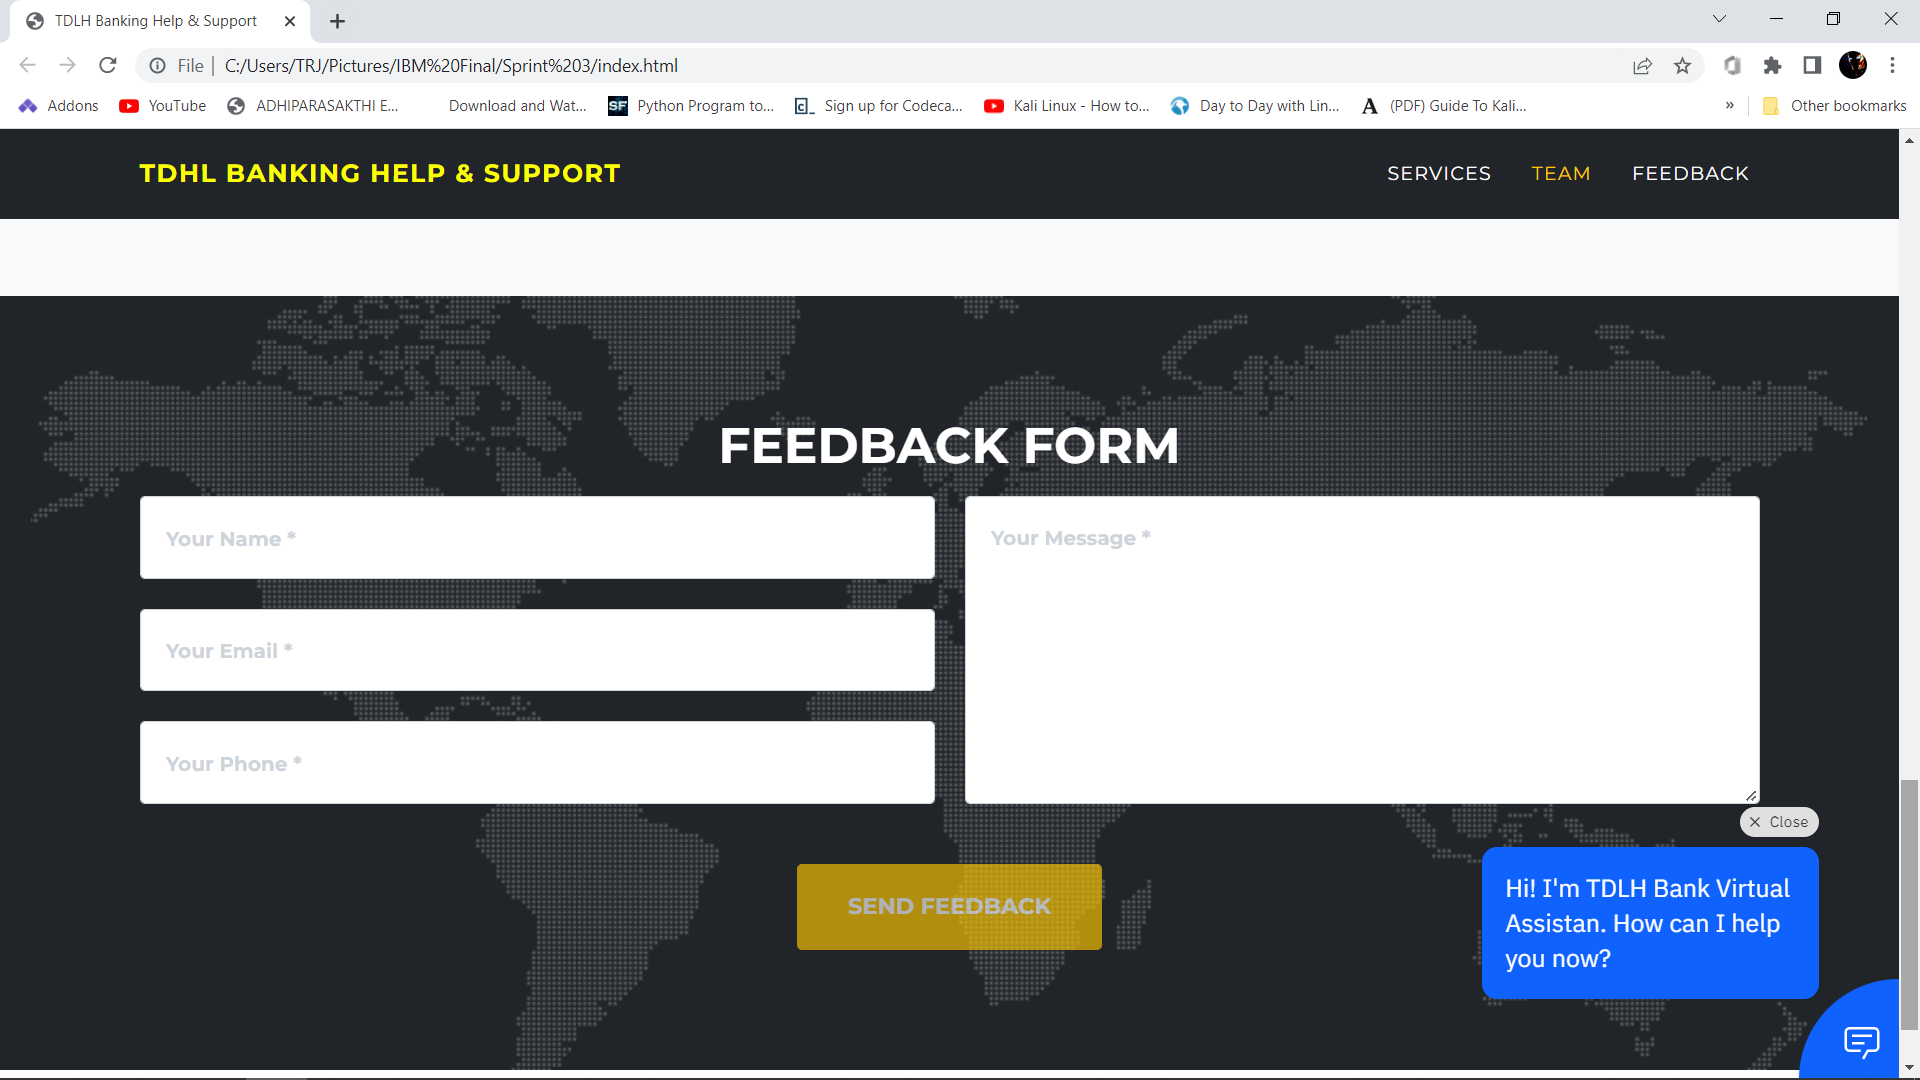 TDLH Banking Help & Support
File
C:/Users/TRJ/Pictures/IBM%20Final/Sprint%203/index.html
Addons
YouTube
ADHIPARASAKTHI E...
Download and Wat...
SF
Python Program to...
c_
Sign up for Codeca...
Kali Linux - How to...
Day to Day with Lin...
A
(PDF) Guide To Kali...
»
Other bookmarks
TDHL BANKING HELP & SUPPORT
SERVICES
TEAM
FEEDBACK
FEEDBACK FORM
Your Name *
Your Message *
Your Email *
Your Phone *
Close
SEND FEEDBACK
Hi! I'm TDLH Bank Virtual
Assistan. How can I help
you now?